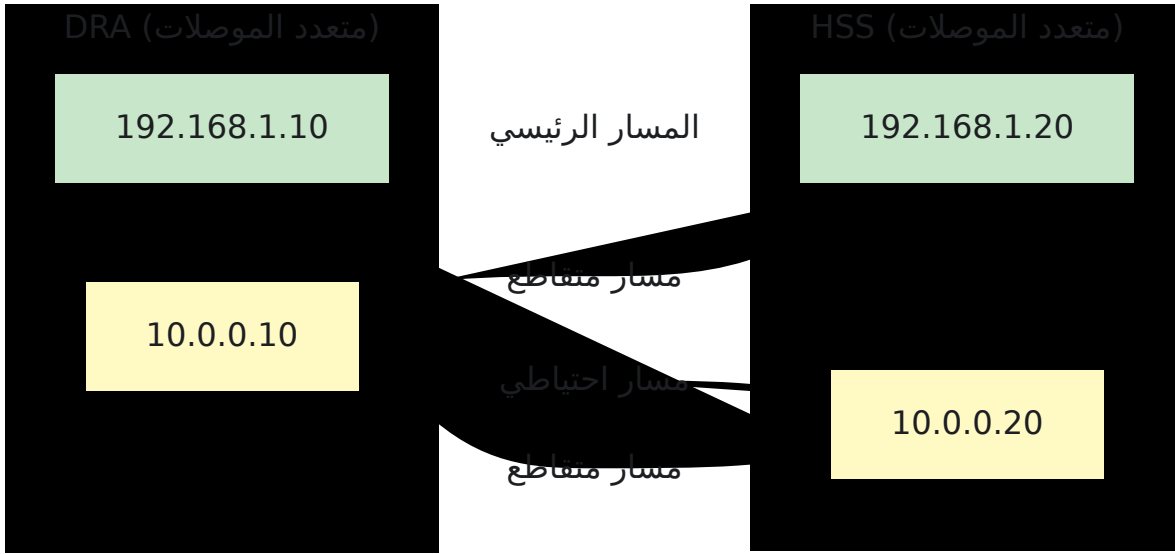 DRA (متعدد الموصلات)
HSS (متعدد الموصلات)
192.168.1.10
المسار الرئيسي
192.168.1.20
مسار متقاطع
10.0.0.10
مسار احتياطي
10.0.0.20
مسار متقاطع